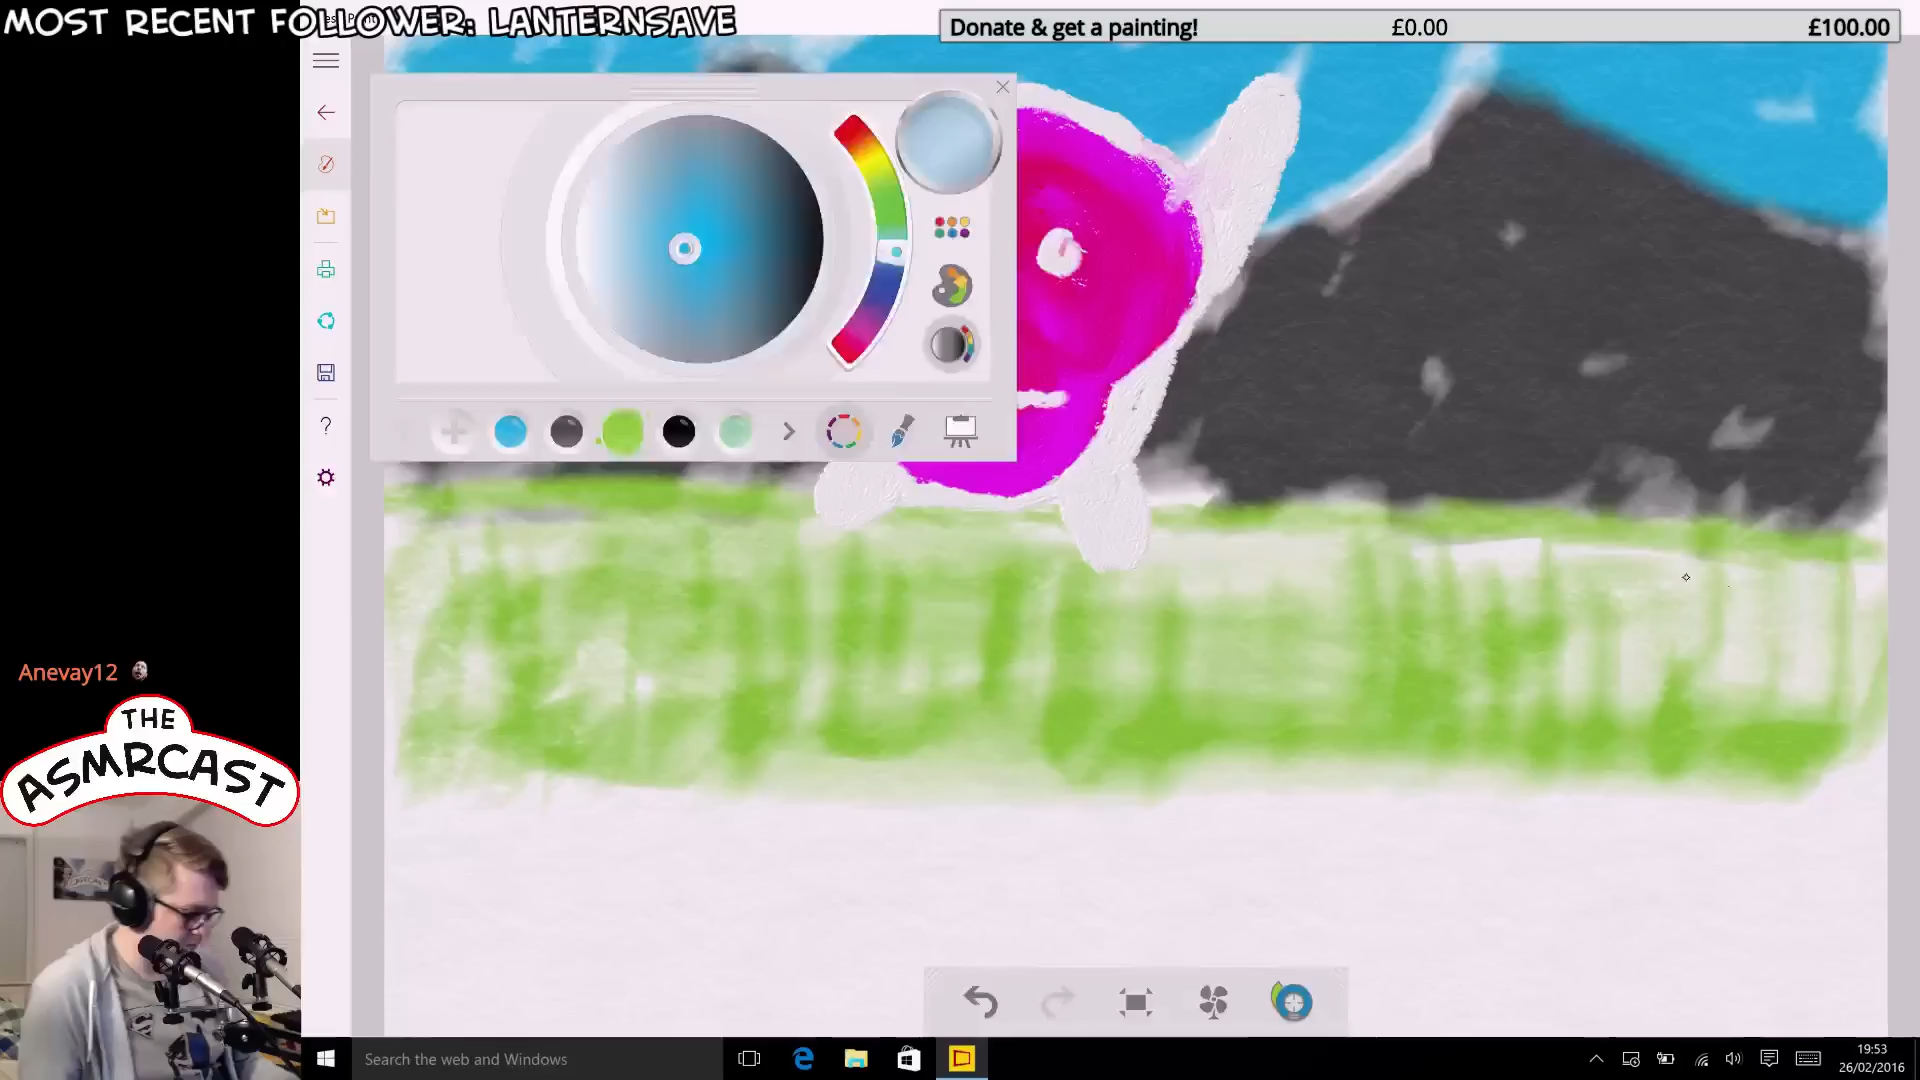 MOST RECENT FOLLOWER: LANTERNSAVE
Donate & get a painting! £0.00 £100.00
Anevay12
THE
ASMRCAST
Search the web and Windows
19:53
26/02/2016